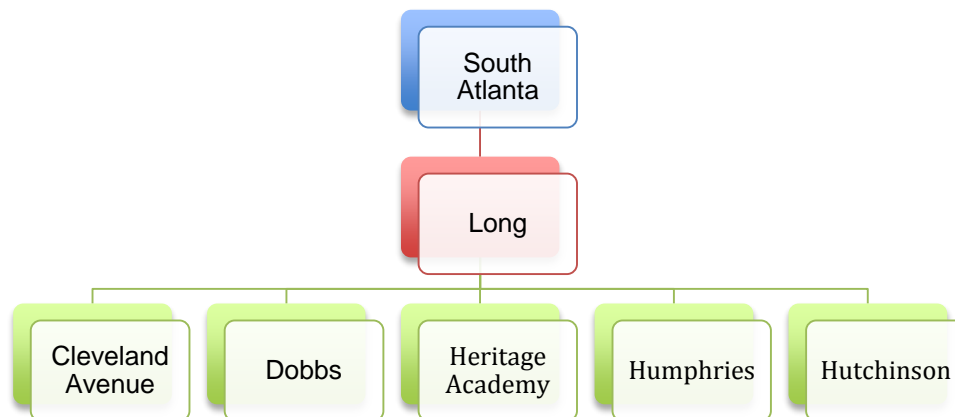 South
Atlanta
Long
Cleveland
Avenue
Dobbs
Heritage
Academy
Humphries
Hutchinson